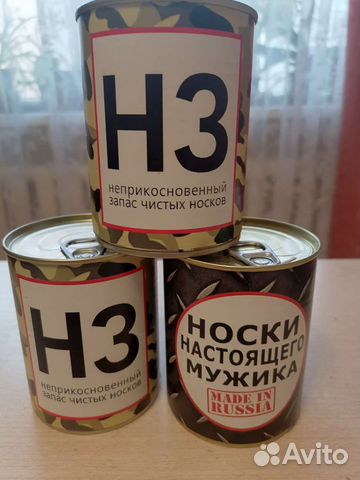 НЗ
неприкосновенный
запас чистых носков
НЗ
неприкосновенный
запас чистых носков
НОСКИ
НАСТОЯЩЕГО
МУЖИКА
MADE IN
RUSSIA
Avito